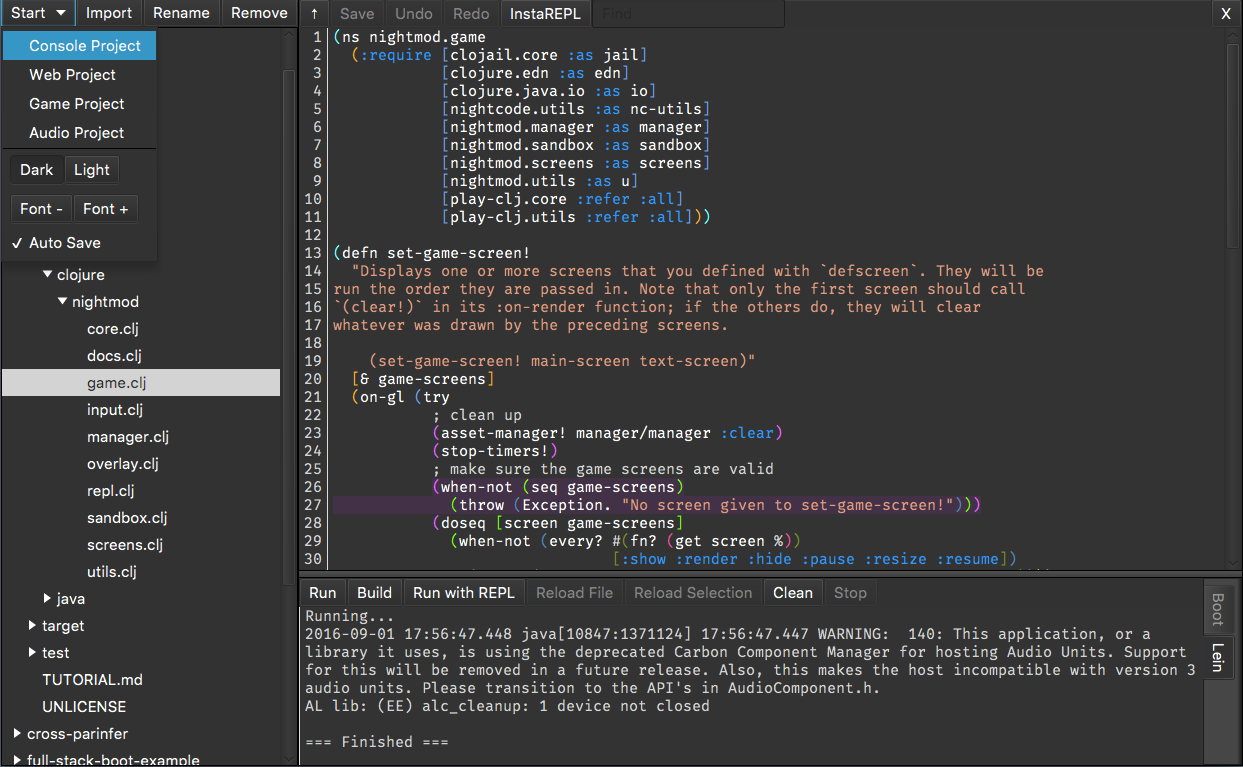 Start Import Rename Remove
Console Project
Web Project
Game Project
Audio Project
Dark Light
Font - Font +
✓ Auto Save
clojure
nightmod
core.clj
docs.clj
game.clj
input.clj
manager.clj
overlay.clj
repl.clj
sandbox.clj
screens.clj
utils.clj
java
target
test
TUTORIAL.md
UNLICENSE
cross-parinfer
full-stack-boot-example
↑ Save Undo Redo InstaREPL Find X
1 (ns nightmod.game
2   (:require [clojail.core :as jail]
3             [clojure.edn :as edn]
4             [clojure.java.io :as io]
5             [nightcode.utils :as nc-utils]
6             [nightmod.manager :as manager]
7             [nightmod.sandbox :as sandbox]
8             [nightmod.screens :as screens]
9             [nightmod.utils :as u]
10             [play-clj.core :refer :all]
11             [play-clj.utils :refer :all]))
12
13 (defn set-game-screen!
14   "Displays one or more screens that you defined with `defscreen`. They will be
15 run the order they are passed in. Note that only the first screen should call
16 `(clear!)` in its :on-render function; if the others do, they will clear
17 whatever was drawn by the preceding screens.
18
19     (set-game-screen! main-screen text-screen)"
20   [& game-screens]
21   (on-gl (try
22            ; clean up
23            (asset-manager! manager/manager :clear)
24            (stop-timers!)
25            ; make sure the game screens are valid
26            (when-not (seq game-screens)
27              (throw (Exception. "No screen given to set-game-screen!")))
28            (doseq [screen game-screens]
29              (when-not (every? #(fn? (get screen %))
30                                [:show :render :hide :pause :resize :resume])
Run Build Run with REPL Reload File Reload Selection Clean Stop
Running...
2016-09-01 17:56:47.448 java[10847:1371124] 17:56:47.447 WARNING:  140: This application, or a
library it uses, is using the deprecated Carbon Component Manager for hosting Audio Units. Support
for this will be removed in a future release. Also, this makes the host incompatible with version 3
audio units. Please transition to the API's in AudioComponent.h.
AL lib: (EE) alc_cleanup: 1 device not closed
=== Finished ===
Boot
Lein